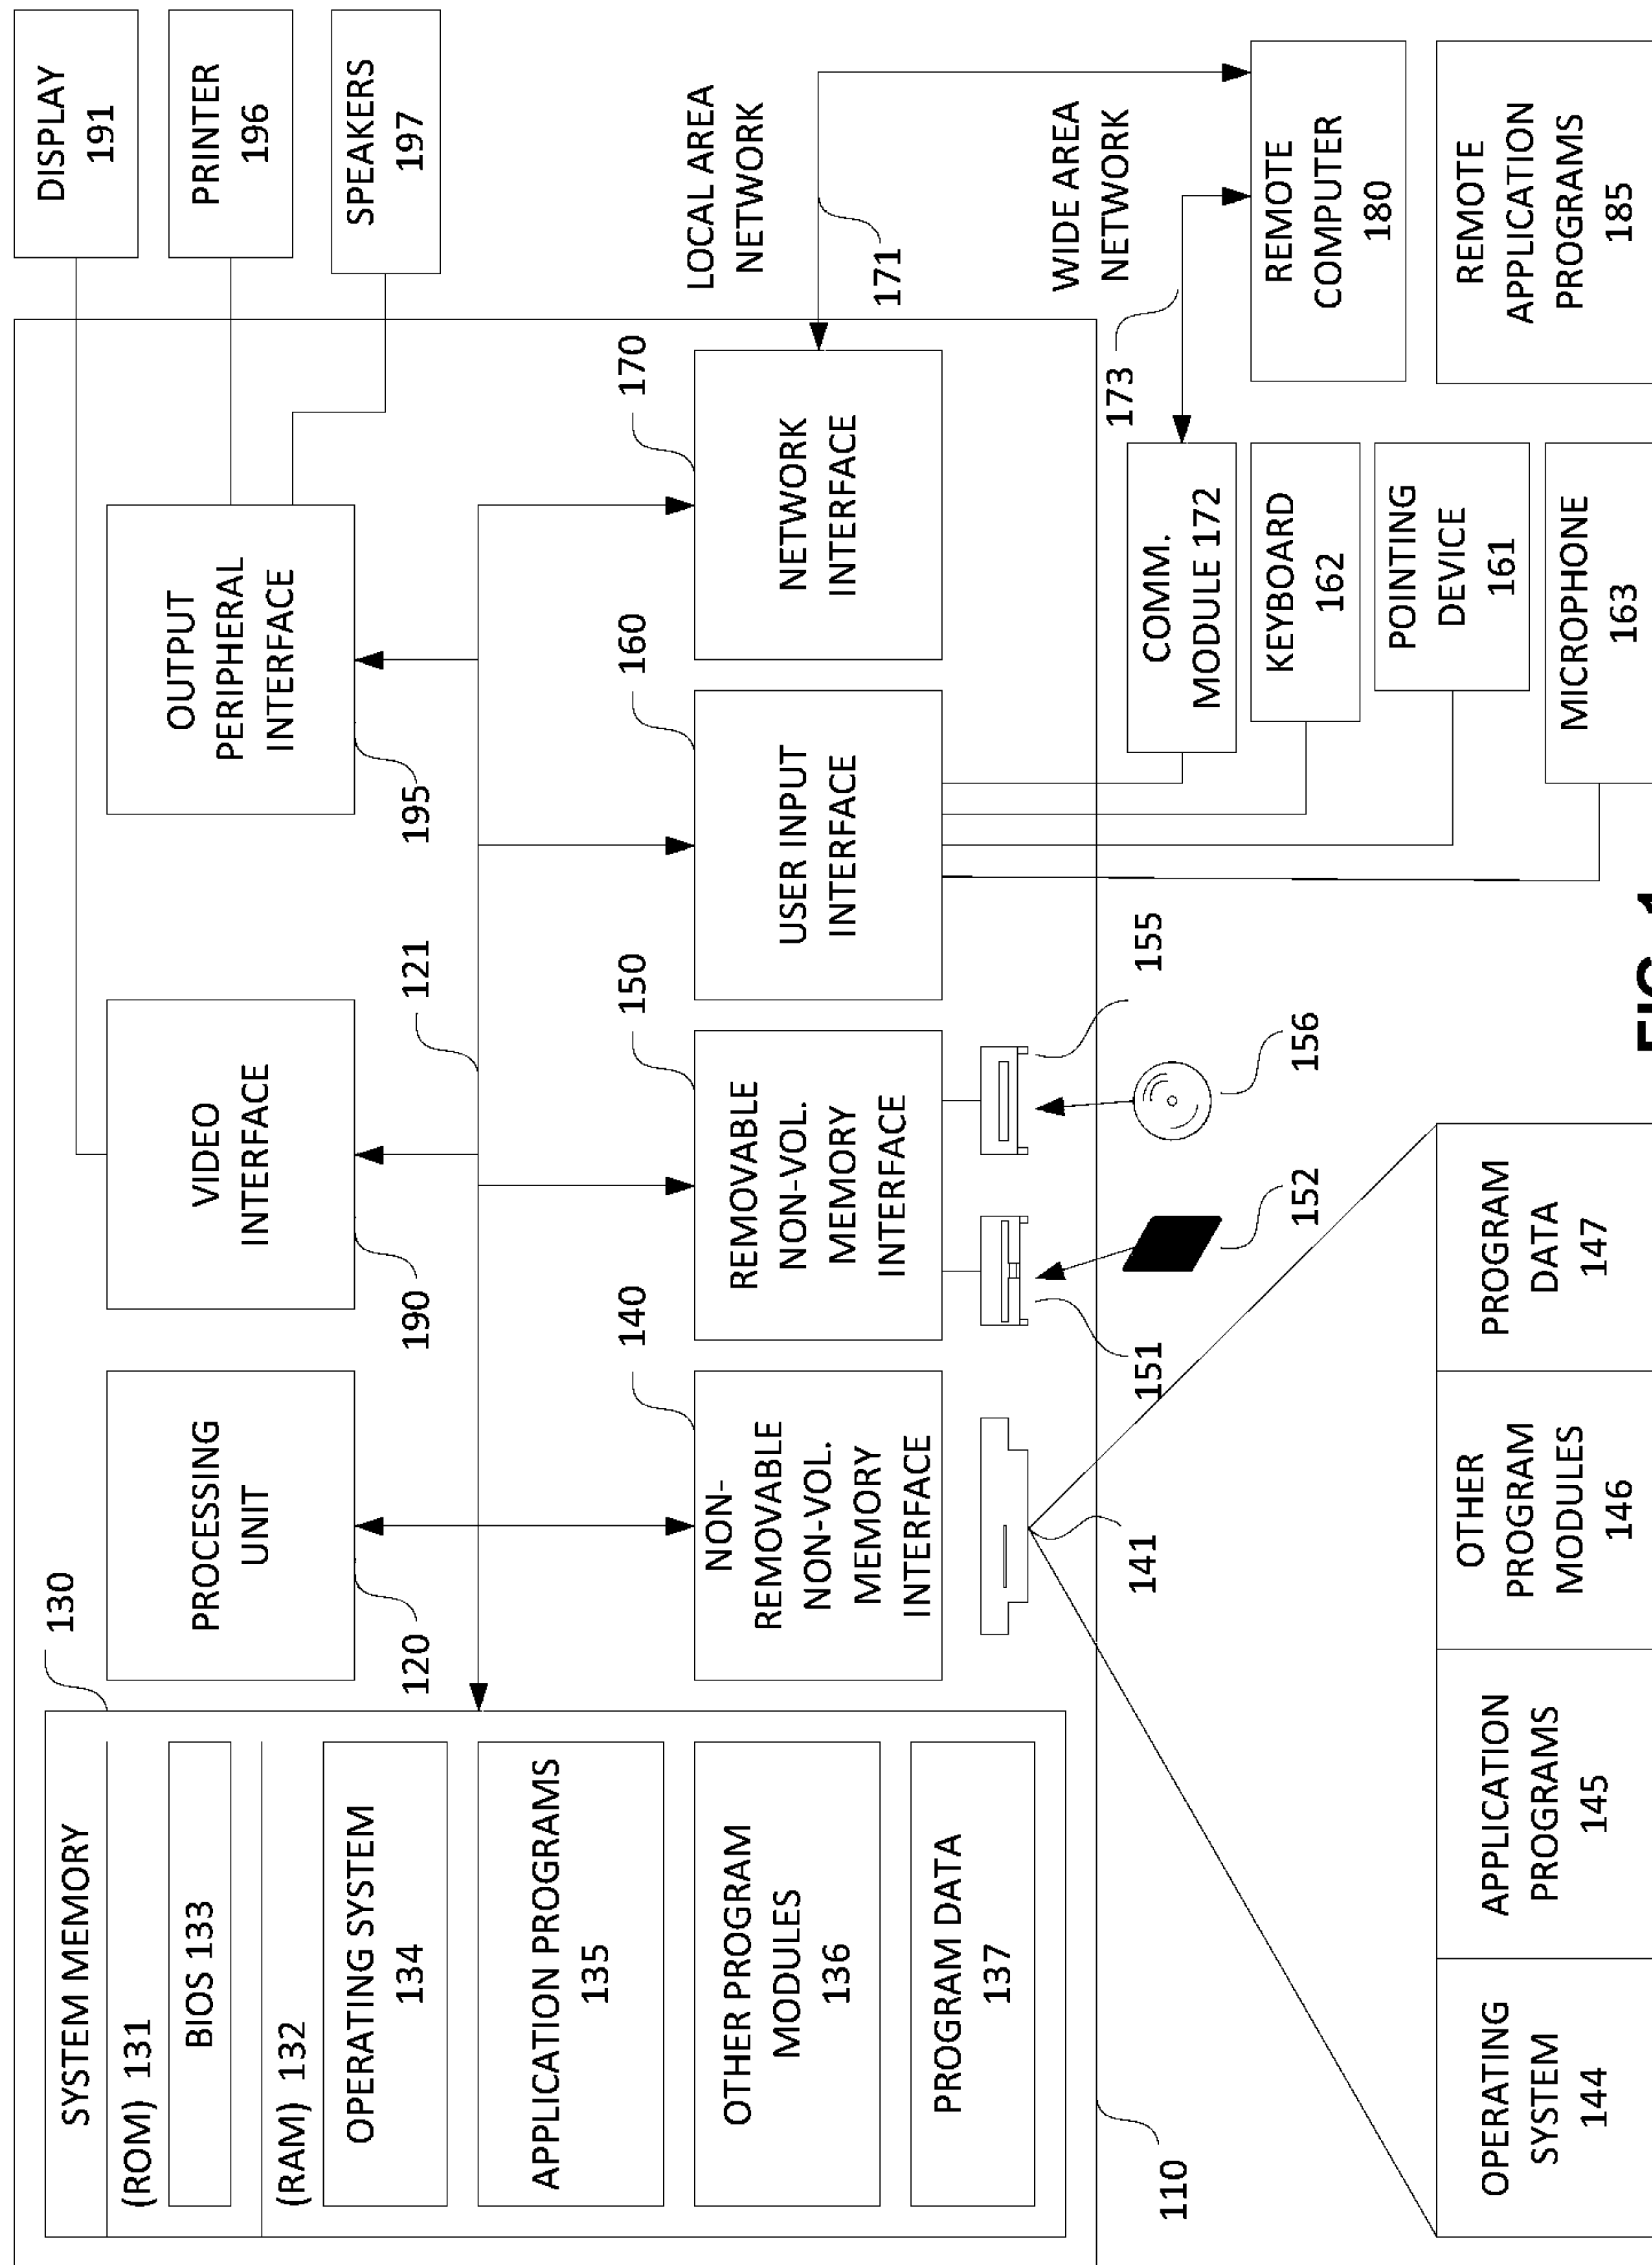 SYSTEM MEMORY
(ROM) 131
BIOS 133
(RAM) 132
OPERATING SYSTEM
134
APPLICATION PROGRAMS
135
OTHER PROGRAM
MODULES
136
PROGRAM DATA
137
130
PROCESSING
UNIT
120
VIDEO
INTERFACE
190
121
OUTPUT
PERIPHERAL
INTERFACE
195
DISPLAY
191
PRINTER
196
SPEAKERS
197
140
NON-
REMOVABLE
NON-VOL.
MEMORY
INTERFACE
150
REMOVABLE
NON-VOL.
MEMORY
INTERFACE
160
USER INPUT
INTERFACE
170
NETWORK
INTERFACE
LOCAL AREA
NETWORK
171
WIDE AREA
NETWORK
173
110
141
151
152
155
156
COMM.
MODULE 172
KEYBOARD
162
POINTING
DEVICE
161
MICROPHONE
163
REMOTE
COMPUTER
180
REMOTE
APPLICATION
PROGRAMS
185
OPERATING
SYSTEM
144
APPLICATION
PROGRAMS
145
OTHER
PROGRAM
MODULES
146
PROGRAM
DATA
147
FIG. 1